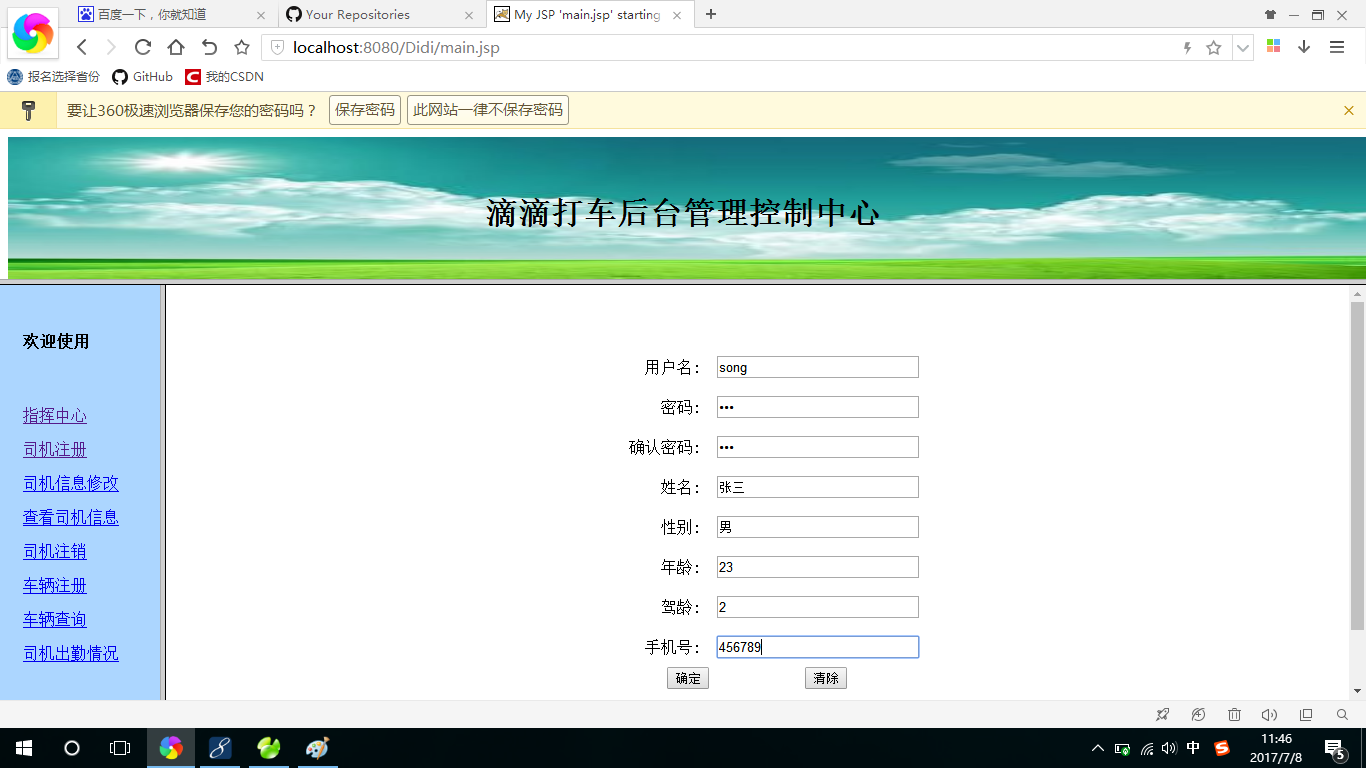 百度一下，你就知道
Your Repositories
My JSP 'main.jsp' starting
localhost:8080/Didi/main.jsp
报名选择省份 GitHub 我的CSDN
要让360极速浏览器保存您的密码吗？ 保存密码 此网站一律不保存密码
滴滴打车后台管理控制中心
欢迎使用
指挥中心
司机注册
司机信息修改
查看司机信息
司机注销
车辆注册
车辆查询
司机出勤情况
用户名： song
密码： •••
确认密码： •••
姓名： 张三
性别： 男
年龄： 23
驾龄： 2
手机号： 456789
确定 清除
中
11:46
2017/7/8
5